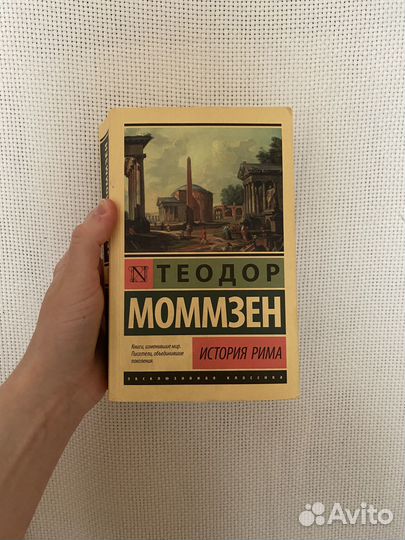 N
ТЕОДОР
МОММЗЕН
Книги, изменившие мир.
Писатели, объединившие
поколения.
ИСТОРИЯ РИМА
ЭКСКЛЮЗИВНАЯ КЛАССИКА
Avito